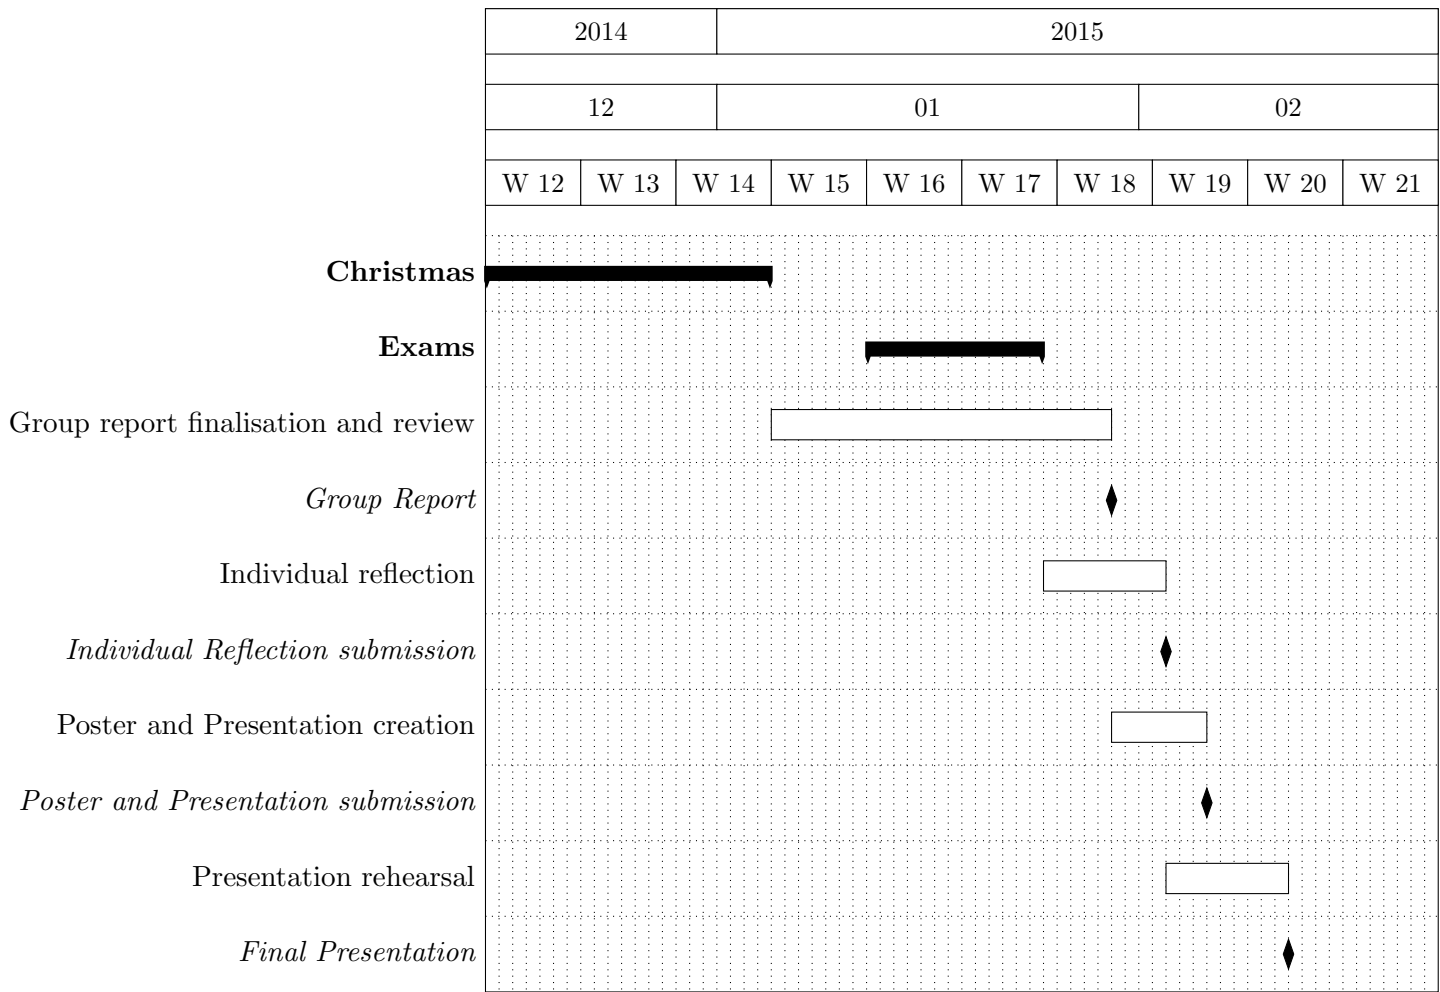 2014 2015
12 01 02
W 12 W 13 W 14 W 15 W 16 W 17 W 18 W 19 W 20 W 21
Christmas
Exams
Group report finalisation and review
Group Report
Individual reflection
Individual Reflection submission
Poster and Presentation creation
Poster and Presentation submission
Presentation rehearsal
Final Presentation